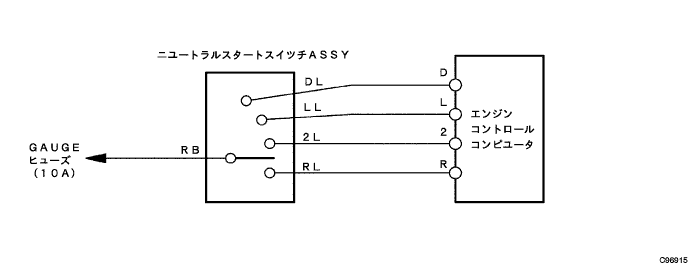 ニュートラルスタートスイッチASSY
DL
D
LL
L
エンジン
コントロール
コンピュータ
2L
2
GAUGE
ヒューズ
(10A)
RB
RL
R
C96915